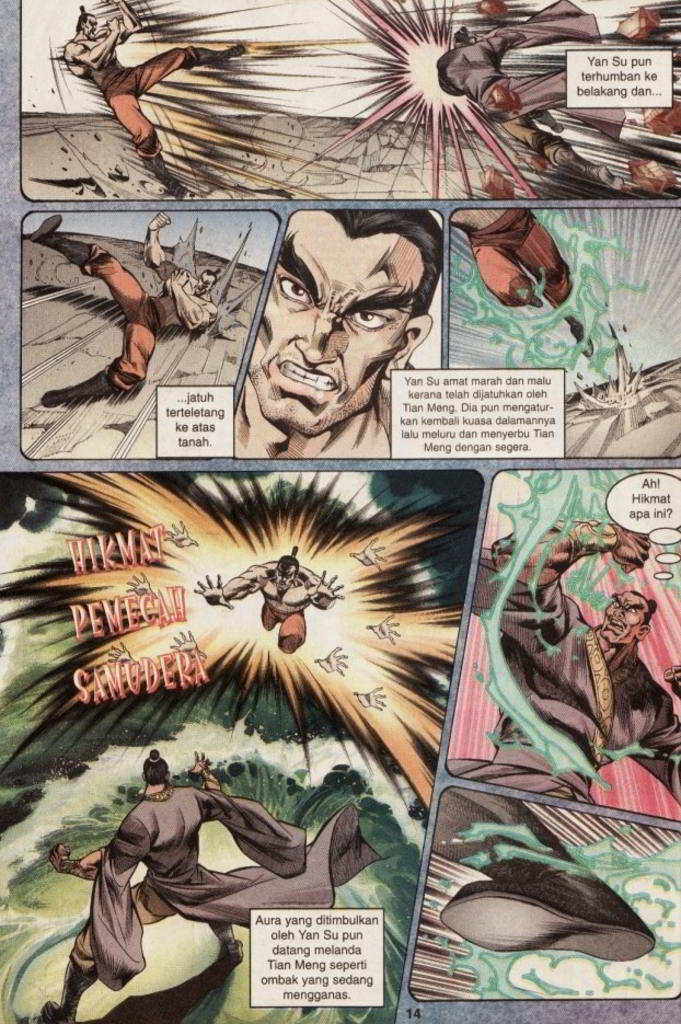 Yan Su pun
terhumban ke
belakang dan...
...jatuh
terteletang
ke atas
tanah.
Yan Su amat marah dan malu
kerana telah dijatuhkan oleh
Tian Meng. Dia pun mengatur-
kan kembali kuasa dalamannya
lalu meluru dan menyerbu Tian
Meng dengan segera.
HIKMAT
PEMECAH
SAMUDERA
Ah!
Hikmat
apa ini?
Aura yang ditimbulkan
oleh Yan Su pun
datang melanda
Tian Meng seperti
ombak yang sedang
mengganas.
14